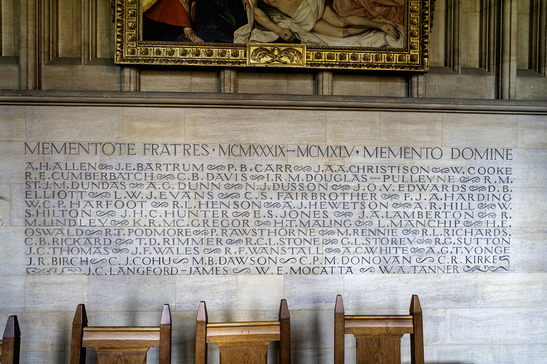 MEMENTOTE FRATRES · MCMXXXIX–MCMXLV · MEMENTO DOMINE
A.H.ALLEN ~ J.E.BARTRUM ~ P.B.CARR ~ J.A.A.CHRISTISON ~ W.COOKE
R.E.CUMBERBATCH ~ C.B.DAVIS ~ R.M.DOUGLAS–PULLEYNE ~ R.
ST.J.M.DUNDAS ~ A.G.DUNN ~ N.J.DUSSON ~ J.O.V.EDWARDS ~ D.B.
ELLIOTT ~ L.W.J.EVANS ~ C.S.FAIRBROTHER ~ F.J.A.HARDING
W.C.P.HARFOOT ~ R.L.HENSON ~ A.J.HEWETSON ~ A.R.HILL ~ W.
S.HILTON ~ J.H.C.HUNTER ~ E.S.JONES ~ J.A.LAMBERTON ~ R.
M.LINDLEY ~ K.R.MCGREGOR ~ H.T.MALING ~ L.MANCHIP ~ H.E.
OSWALD ~ R.T.PODMORE ~ P.RAWSTHORNE ~ M.RENNIE ~ R.L.RICHARDS
C.B.RICKARD ~ T.D.RIMMER ~ R.C.L.STONE ~ G.L.STOREY ~ R.G.SUTTON
J.C.THOMAS ~ J.F.WALES ~ R.F.WANSTALL ~ A.C.WHITE ~ A.G.T.YONGE
J.R.BIRCH ~ J.C.JCOHU ~ M.B.DAWSON ~ C.P.M.DONOVAN ~ C.R.KIRKE
J.C.LANGFORD–JAMES ~ W.E.MOCATTA ~ W.A.TANNER